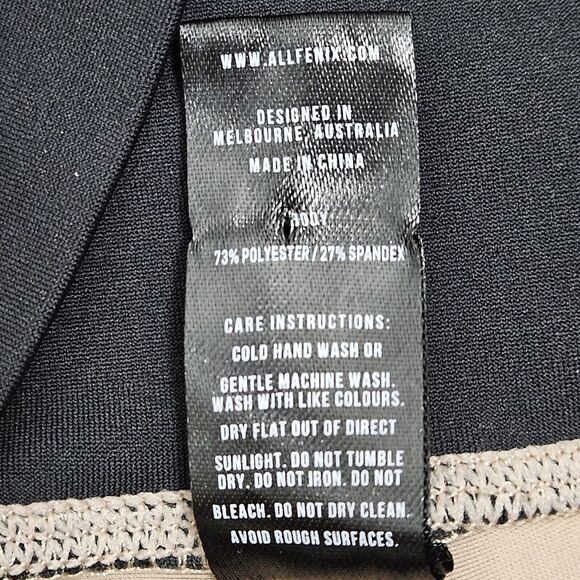 WWW.ALLFENIX.COM
DESIGNED IN
MELBOURNE, AUSTRALIA
MADE IN CHINA
BODY
73% POLYESTER / 27% SPANDEX
CARE INSTRUCTIONS:
COLD HAND WASH OR
GENTLE MACHINE WASH.
WASH WITH LIKE COLOURS.
DRY FLAT OUT OF DIRECT
SUNLIGHT. DO NOT TUMBLE
DRY. DO NOT IRON. DO NOT
BLEACH. DO NOT DRY CLEAN.
AVOID ROUGH SURFACES.